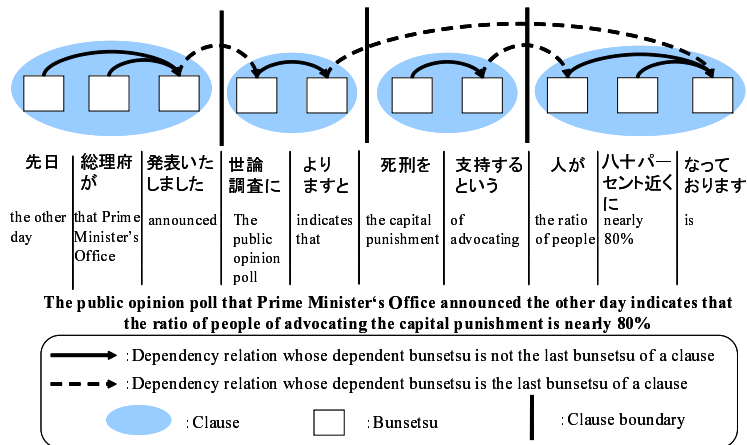 先日
総理府
が
発表いた
しました
世論
調査に
より
ますと
死刑を
支持する
という
人が
八十パー
セント近く
に
なって
おります
the other
day
that Prime
Minister's
Office
announced
The
public
opinion
poll
indicates
that
the capital
punishment
of
advocating
the ratio
of people
nearly
80%
is
The public opinion poll that Prime Minister‘s Office announced the other day indicates that
the ratio of people of advocating the capital punishment is nearly 80%
: Dependency relation whose dependent bunsetsu is not the last bunsetsu of a clause
: Dependency relation whose dependent bunsetsu is the last bunsetsu of a clause
: Clause
: Bunsetsu
: Clause boundary